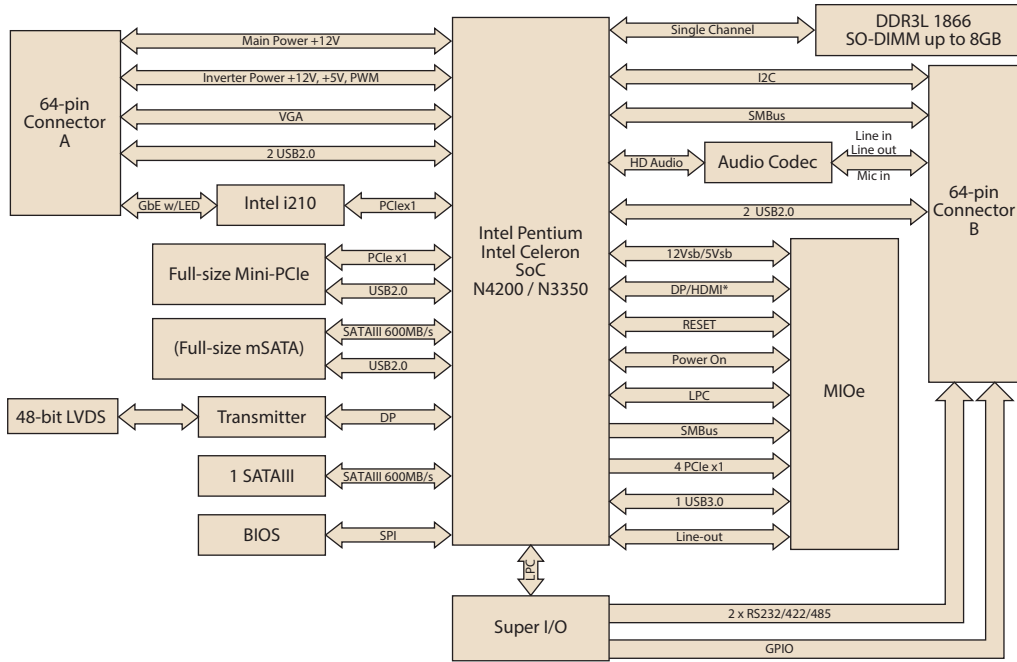 64-pin
Connector
A
Main Power +12V
Inverter Power +12V, +5V, PWM
VGA
2 USB2.0
GbE w/LED
Intel i210
PCIex1
Full-size Mini-PCIe
PCIe x1
USB2.0
(Full-size mSATA)
SATAIII 600MB/s
USB2.0
48-bit LVDS
Transmitter
DP
1 SATAIII
SATAIII 600MB/s
BIOS
SPI
Intel Pentium
Intel Celeron
SoC
N4200 / N3350
Single Channel
DDR3L 1866
SO-DIMM up to 8GB
I2C
SMBus
HD Audio
Audio Codec
Line in
Line out
Mic in
2 USB2.0
64-pin
Connector
B
12Vsb/5Vsb
DP/HDMI*
RESET
Power On
LPC
SMBus
4 PCIe x1
1 USB3.0
Line-out
MIOe
LPC
Super I/O
2 x RS232/422/485
GPIO